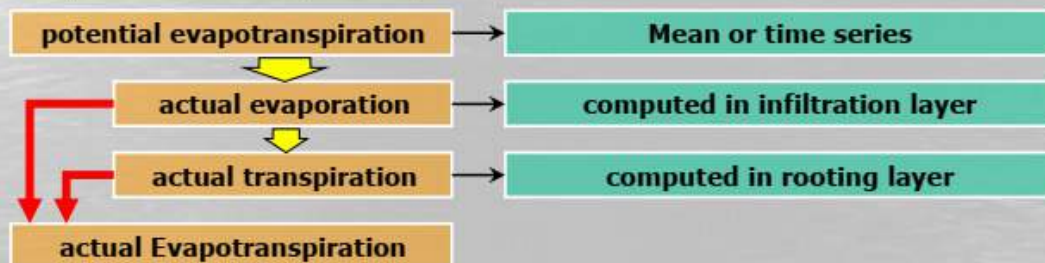 potential evapotranspiration
Mean or time series
actual evaporation
computed in infiltration layer
actual transpiration
computed in rooting layer
actual Evapotranspiration